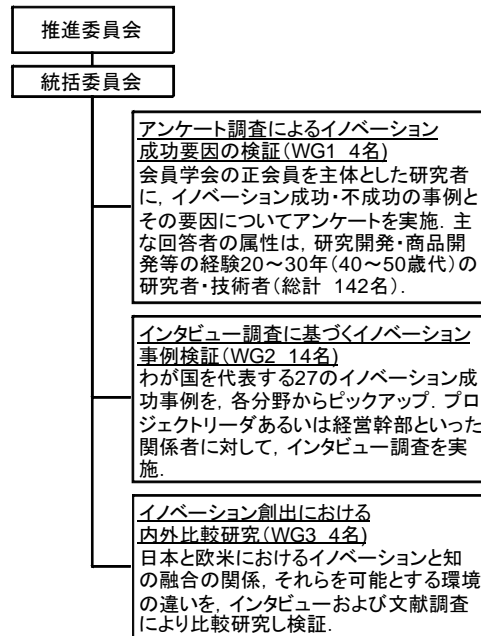 推進委員会
統括委員会
アンケート調査によるイノベーション
成功要因の検証(WG1 4名)
会員学会の正会員を主体とした研究者
に，イノベーション成功・不成功の事例と
その要因についてアンケートを実施．主
な回答者の属性は，研究開発・商品開
発等の経験20～30年(40～50歳代)の
研究者・技術者(総計 142名)．
インタビュー調査に基づくイノベーション
事例検証(WG2 14名)
わが国を代表する27のイノベーション成
功事例を，各分野からピックアップ．プロ
ジェクトリーダあるいは経営幹部といった
関係者に対して，インタビュー調査を実
施．
イノベーション創出における
内外比較研究(WG3 4名)
日本と欧米におけるイノベーションと知
の融合の関係，それらを可能とする環境
の違いを，インタビューおよび文献調査
により比較研究し検証．